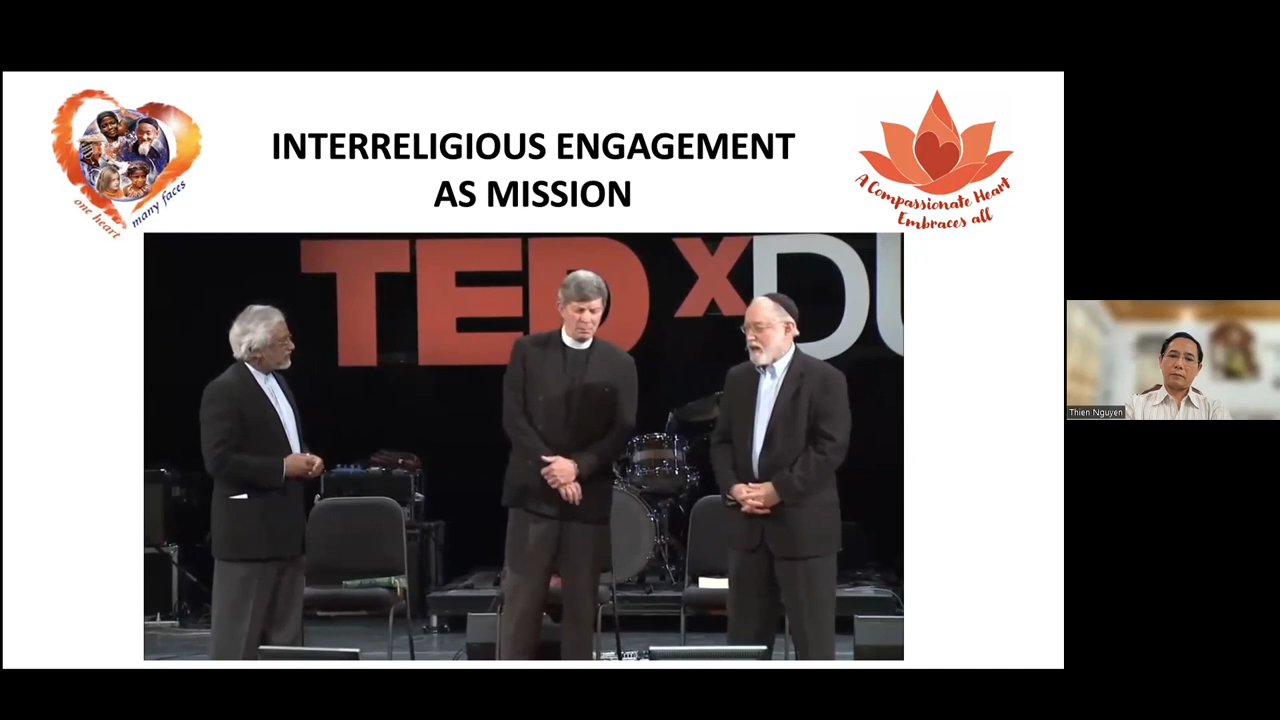 INTERRELIGIOUS ENGAGEMENT
AS MISSION
one heart
many faces
A Compassionate Heart
Embraces all
TEDxDU
Thien Nguyen